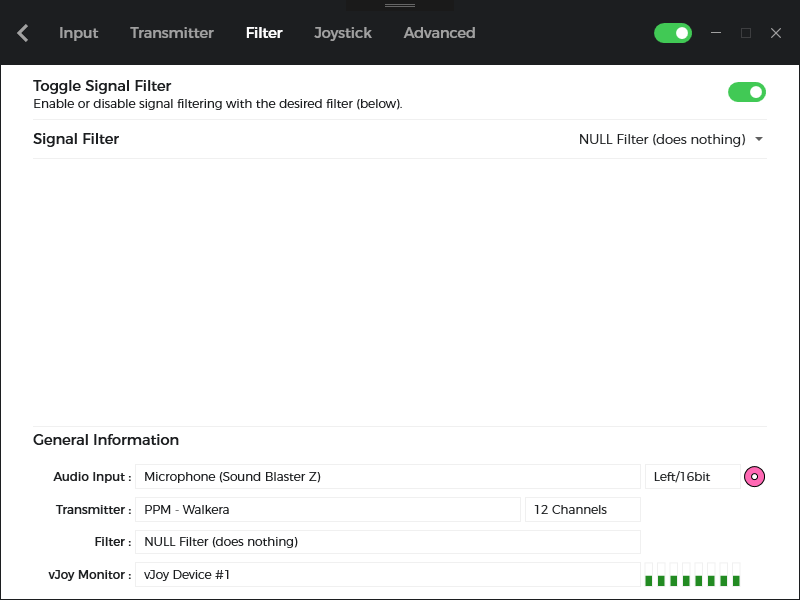 Input Transmitter Filter Joystick Advanced
Toggle Signal Filter
Enable or disable signal filtering with the desired filter (below).
Signal Filter NULL Filter (does nothing)
General Information
Audio Input : Microphone (Sound Blaster Z) Left/16bit
Transmitter : PPM - Walkera 12 Channels
Filter : NULL Filter (does nothing)
vJoy Monitor : vJoy Device #1